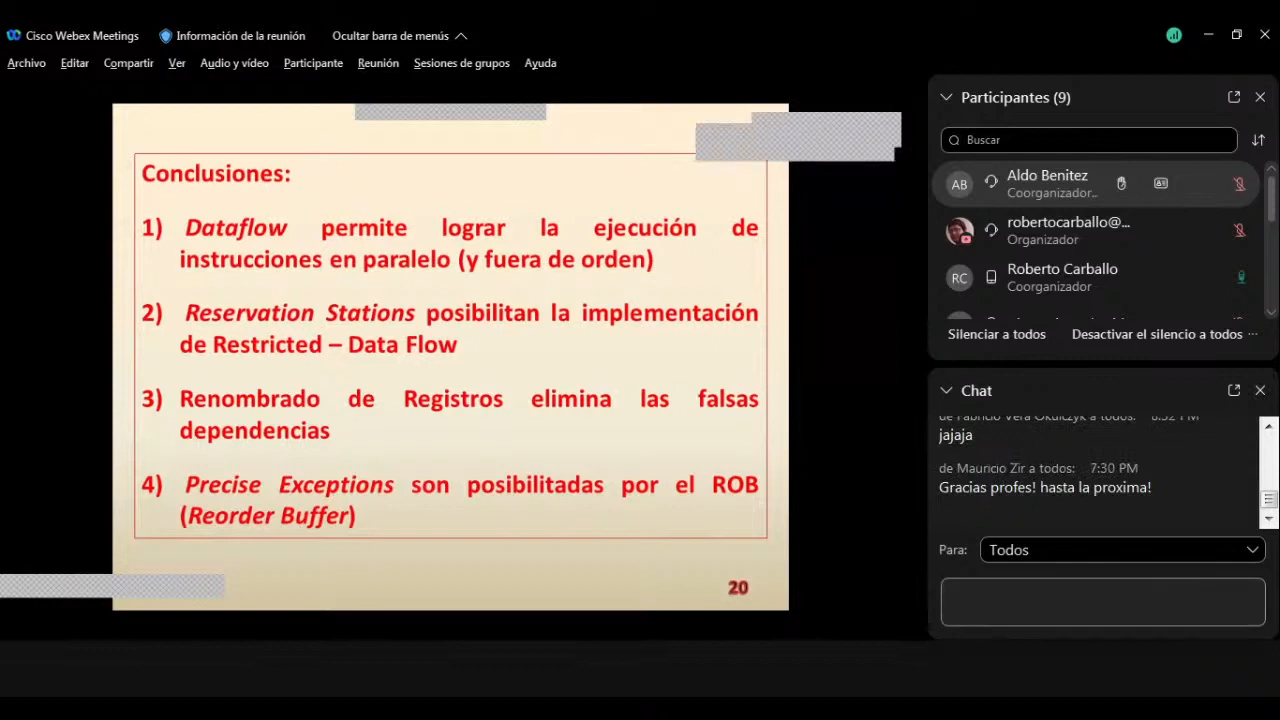 Cisco Webex Meetings
Información de la reunión
Ocultar barra de menús
Archivo Editar Compartir Ver Audio y vídeo Participante Reunión Sesiones de grupos Ayuda
Conclusiones:
1) Dataflow permite lograr la ejecución de
instrucciones en paralelo (y fuera de orden)
2) Reservation Stations posibilitan la implementación
de Restricted – Data Flow
3) Renombrado de Registros elimina las falsas
dependencias
4) Precise Exceptions son posibilitadas por el ROB
(Reorder Buffer)
20
Participantes (9)
Buscar
AB
Aldo Benitez
Coorganizador...
robertocarballo@...
Organizador
RC
Roberto Carballo
Coorganizador
Silenciar a todos
Desactivar el silencio a todos ...
Chat
jajaja
de Mauricio Zir a todos: 7:30 PM
Gracias profes! hasta la proxima!
Para: Todos